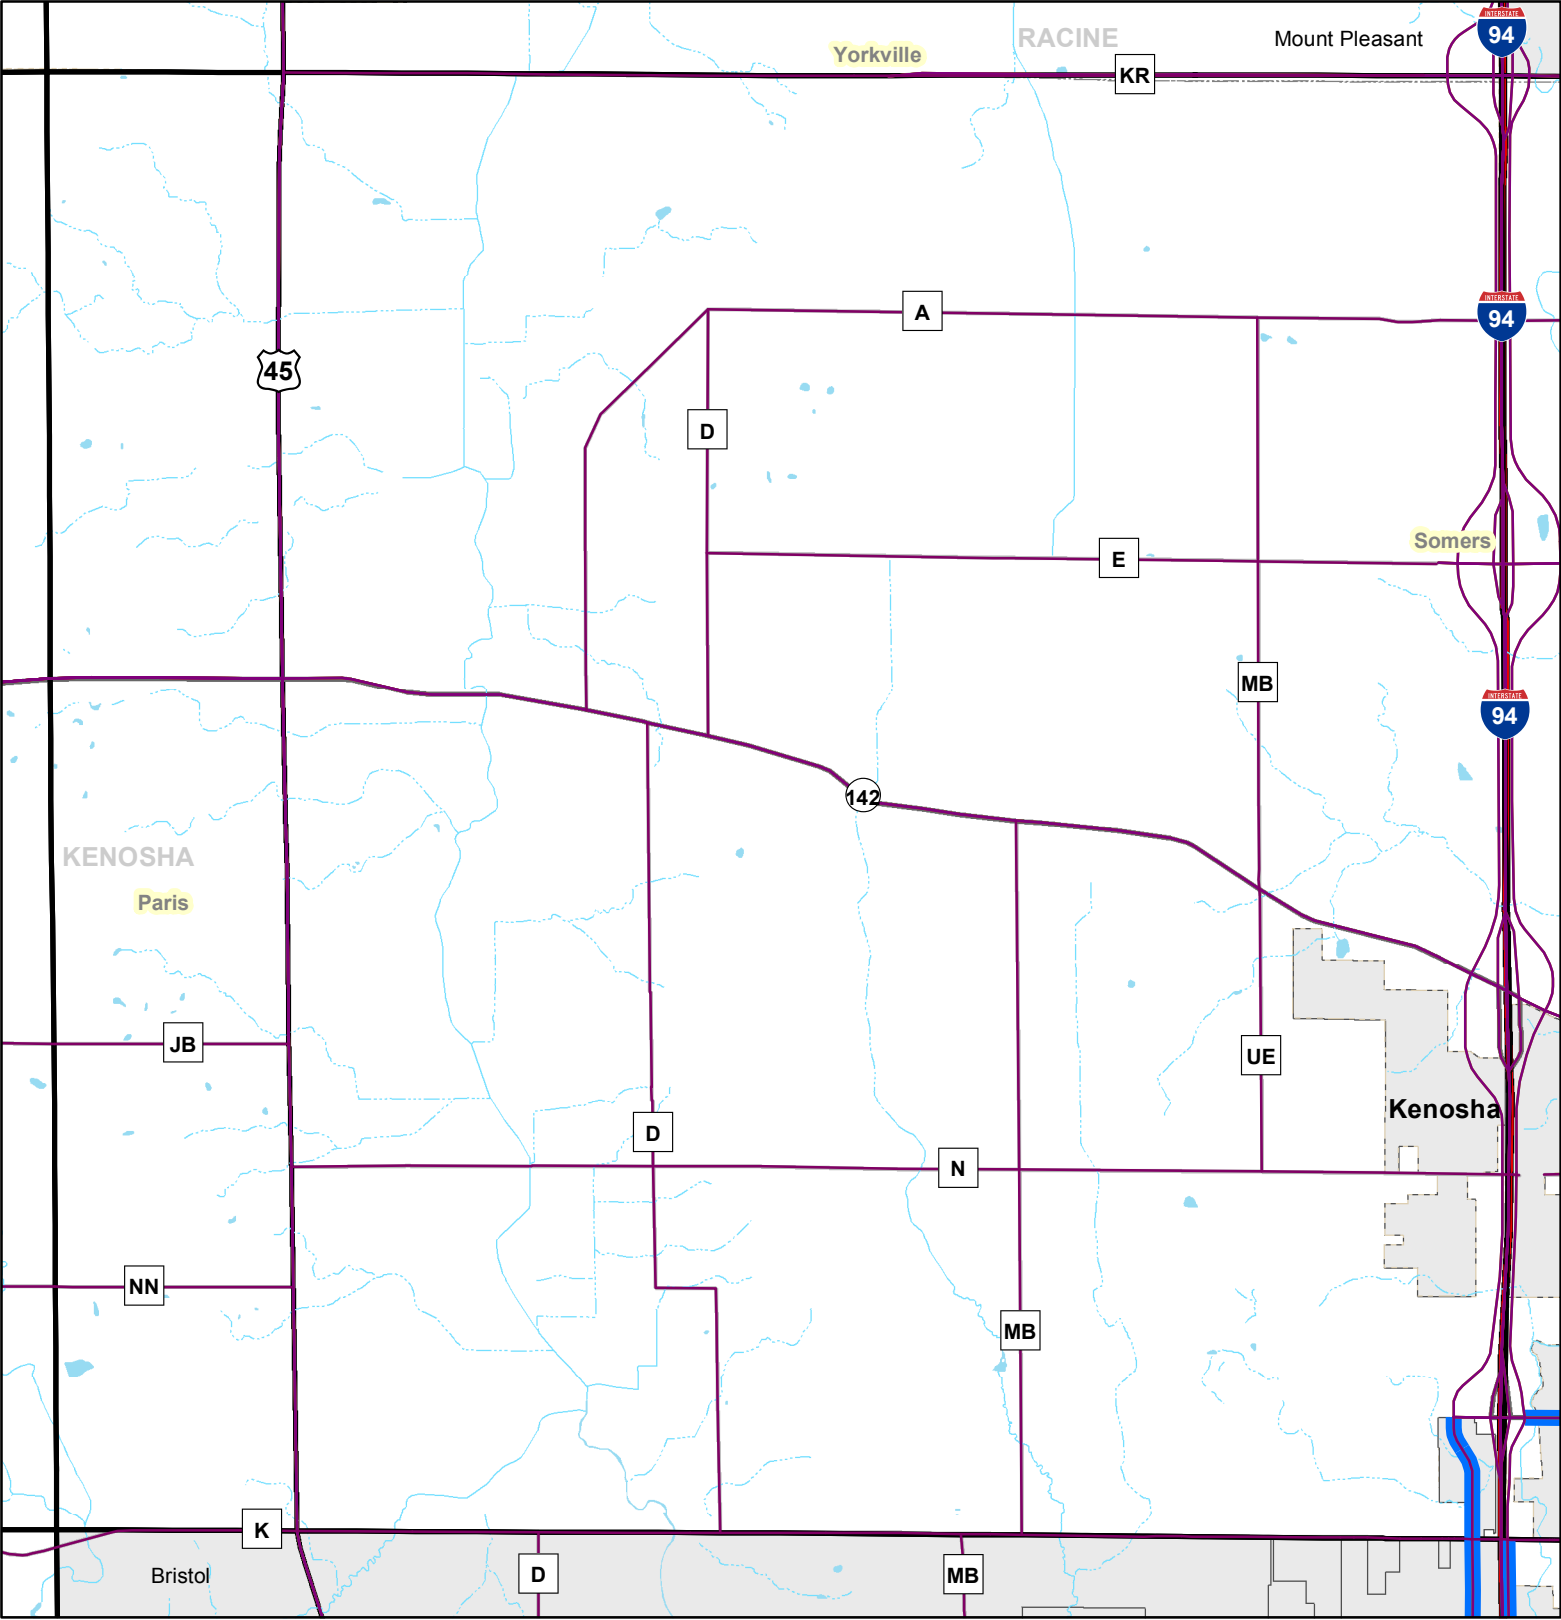 INTERSTATE
94
RACINE
Mount Pleasant
Yorkville
KR
INTERSTATE
94
A
45
D
Somers
E
MB
INTERSTATE
94
142
KENOSHA
Paris
JB
UE
Kenosha
D
N
NN
MB
K
Bristol
D
MB